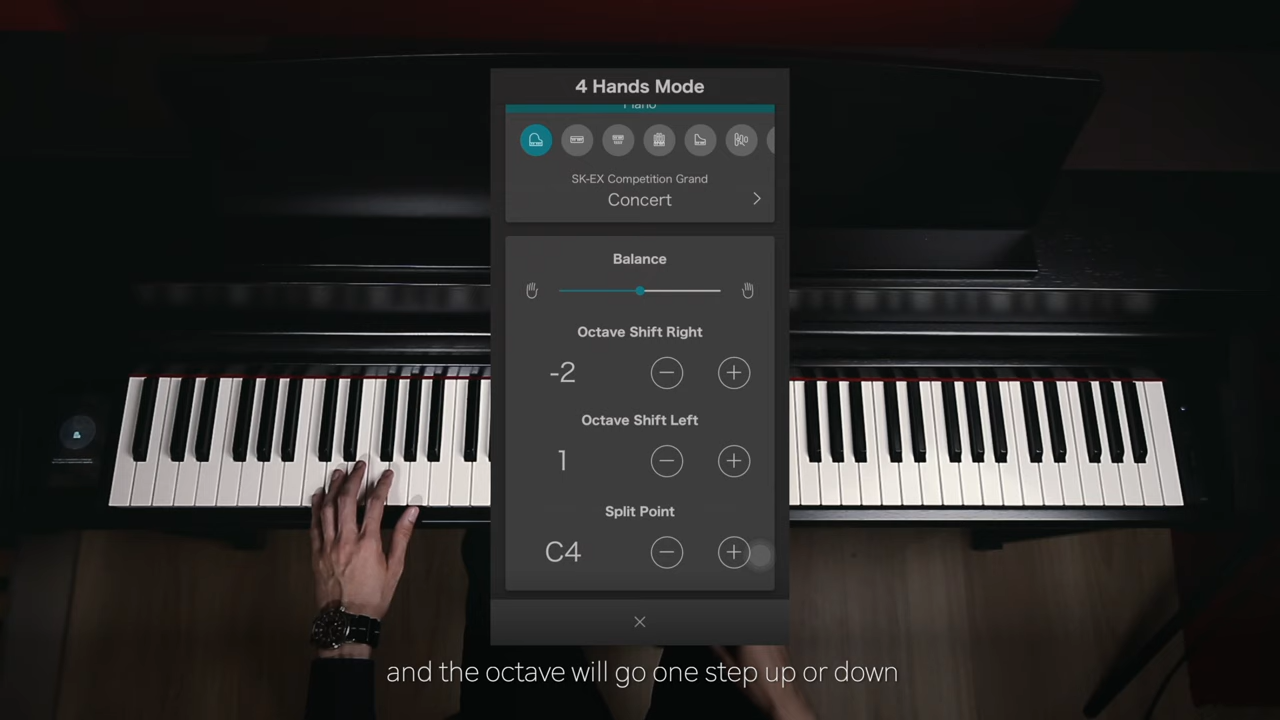 4 Hands Mode
Piano
SK-EX Competition Grand
Concert
Balance
Octave Shift Right
-2
Octave Shift Left
1
Split Point
C4
and the octave will go one step up or down